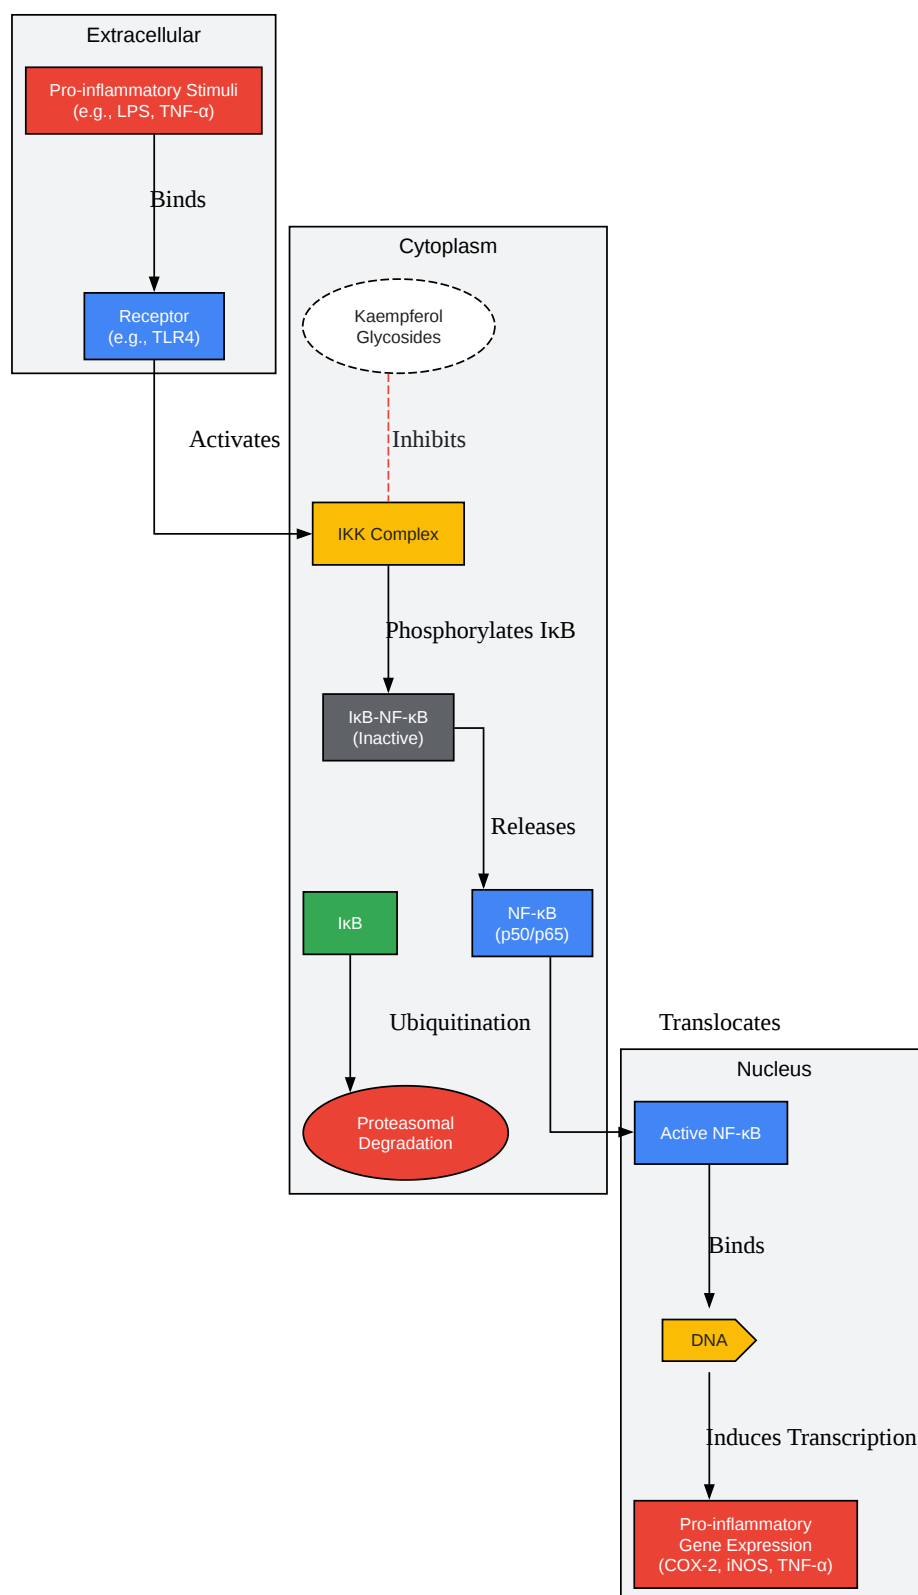 Extracellular
Pro-inflammatory Stimuli
(e.g., LPS, TNF-α)
Binds
Receptor
(e.g., TLR4)
Activates
Cytoplasm
Kaempferol
Glycosides
Inhibits
IKK Complex
Phosphorylates IκB
IκB-NF-κB
(Inactive)
Releases
IκB
NF-κB
(p50/p65)
Ubiquitination
Proteasomal
Degradation
Translocates
Nucleus
Active NF-κB
Binds
DNA
Induces Transcription
Pro-inflammatory
Gene Expression
(COX-2, iNOS, TNF-α)